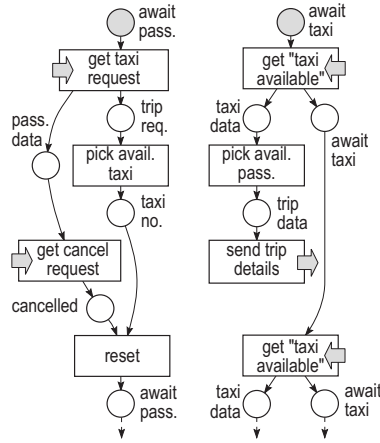 await
pass.
get taxi
request
trip
req.
pass.
data
pick avail.
taxi
taxi
no.
get cancel
request
cancelled
reset
await
pass.
await
taxi
get "taxi
available"
taxi
data
await
taxi
pick avail.
pass.
trip
data
send trip
details
get "taxi
available"
taxi
data
await
taxi